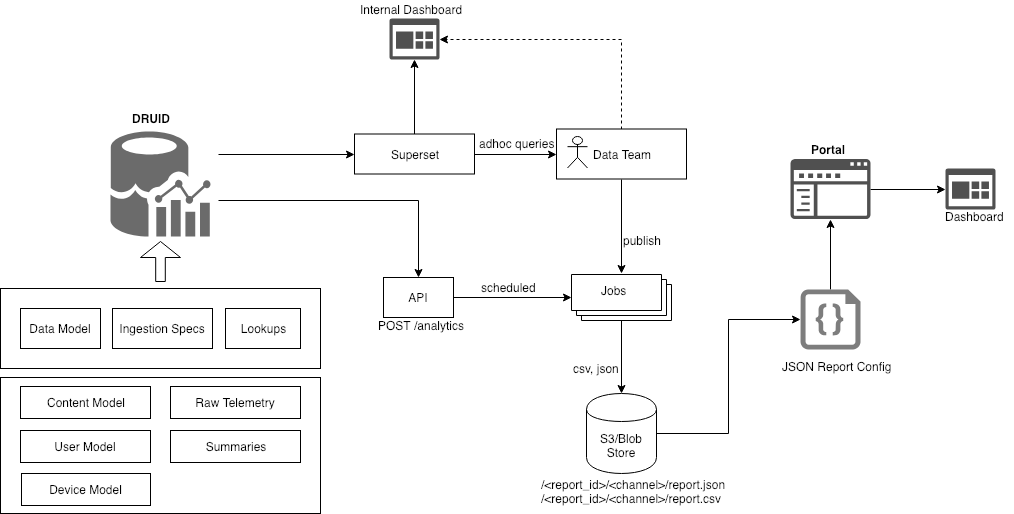 Internal Dashboard
DRUID
Superset
adhoc queries
Data Team
Portal
Dashboard
publish
API
POST /analytics
scheduled
Jobs
{ }
JSON Report Config
Data Model
Ingestion Specs
Lookups
csv, json
Content Model
Raw Telemetry
User Model
Summaries
Device Model
S3/Blob
Store
/<report_id>/<channel>/report.json
/<report_id>/<channel>/report.csv